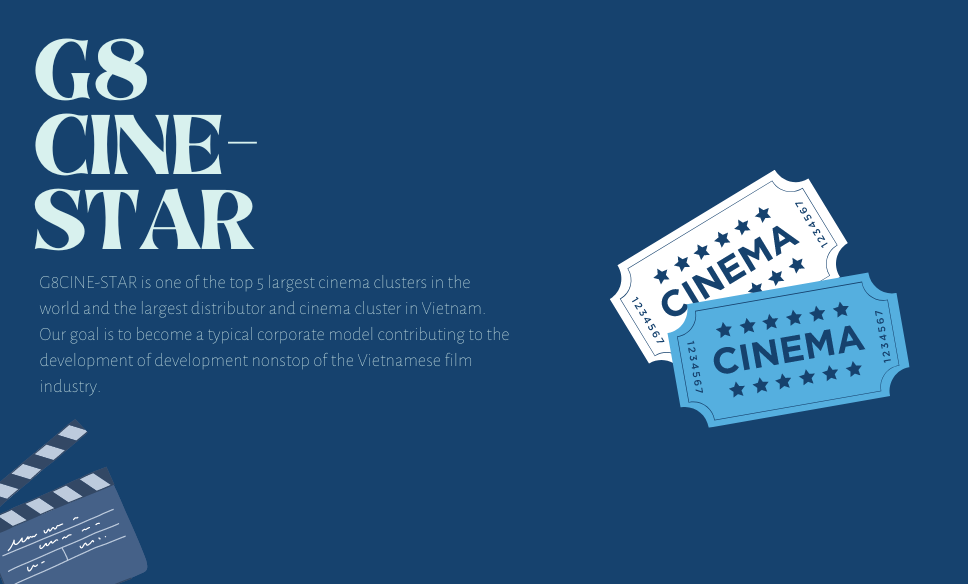 G8
CINE-
STAR
G8CINE-STAR is one of the top 5 largest cinema clusters in the
world and the largest distributor and cinema cluster in Vietnam.
Our goal is to become a typical corporate model contributing to the
development of development nonstop of the Vietnamese film
industry.
1234567
CINEMA
1234567
1234567
CINEMA
1234567